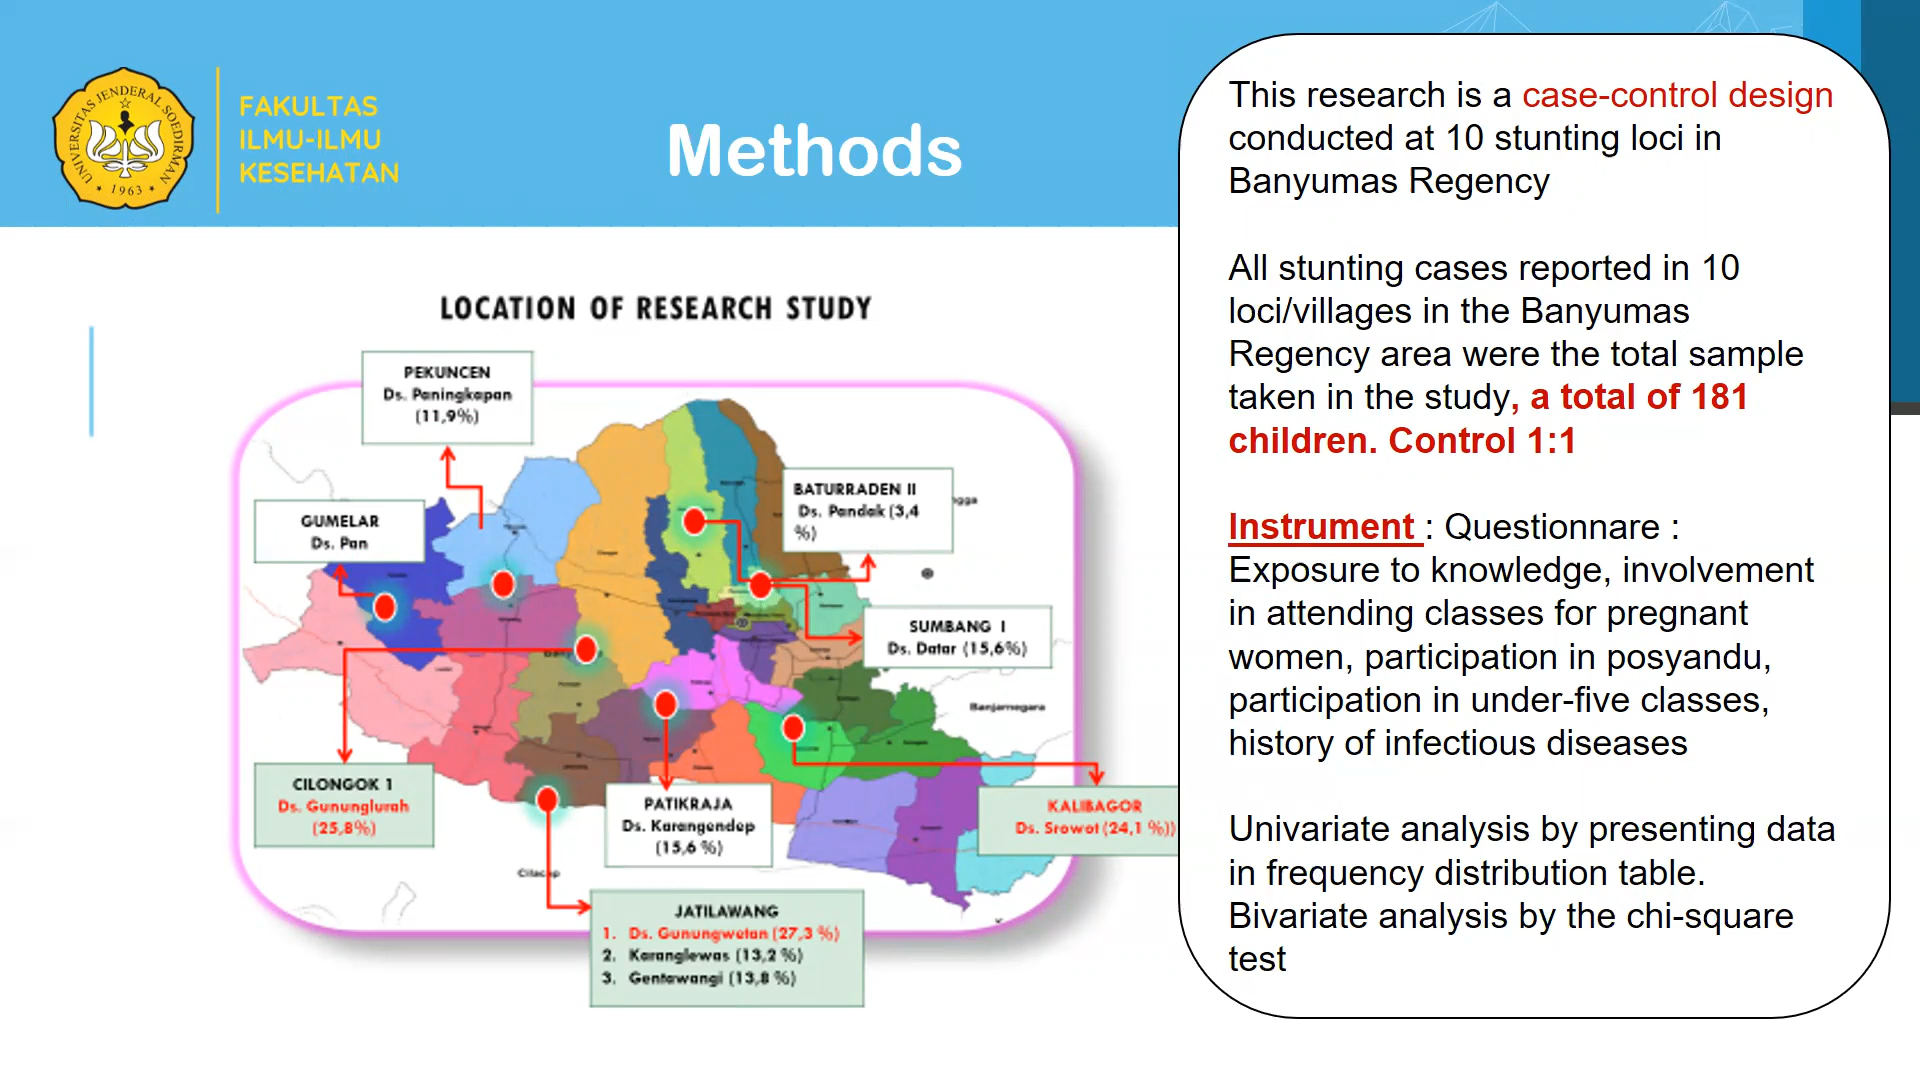 UNIVERSITAS JENDERAL SOEDIRMAN
1963
FAKULTAS
ILMU-ILMU
KESEHATAN
Methods
LOCATION OF RESEARCH STUDY
PEKUNCEN
Ds. Paningkapan
(11,9%)
GUMELAR
Ds. Pan
BATURRADEN II
Ds. Pandak (3,4
%)
SUMBANG I
Ds. Datar (15,6%)
Banjarnegara
CILONGOK 1
Ds. Gununglurah
(25,8%)
PATIKRAJA
Ds. Karangendep
(15,6 %)
KALIBAGOR
Ds. Srowot (24,1 %))
Cilacap
JATILAWANG
1. Ds. Gunungwetan (27,3 %)
2. Karanglewas (13,2 %)
3. Gentawangi (13,8 %)
This research is a case-control design
conducted at 10 stunting loci in
Banyumas Regency
All stunting cases reported in 10
loci/villages in the Banyumas
Regency area were the total sample
taken in the study, a total of 181
children. Control 1:1
Instrument : Questionnare :
Exposure to knowledge, involvement
in attending classes for pregnant
women, participation in posyandu,
participation in under-five classes,
history of infectious diseases
Univariate analysis by presenting data
in frequency distribution table.
Bivariate analysis by the chi-square
test